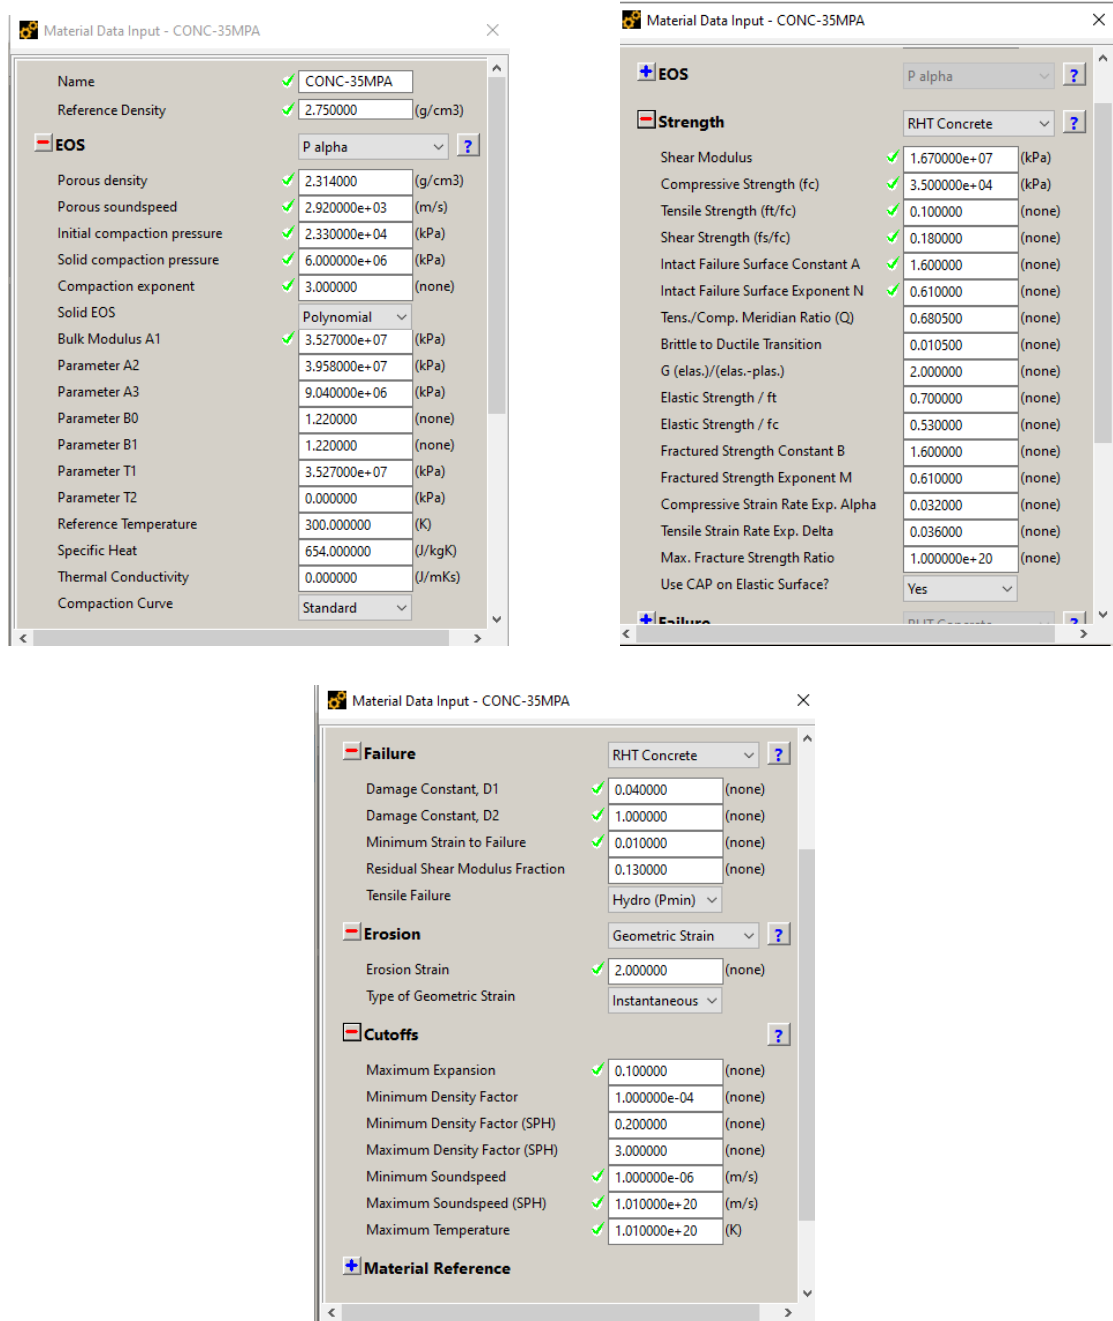 Material Data Input - CONC-35MPA
Name CONC-35MPA
Reference Density 2.750000 (g/cm3)
EOS P alpha ?
Porous density 2.314000 (g/cm3)
Porous soundspeed 2.920000e+03 (m/s)
Initial compaction pressure 2.330000e+04 (kPa)
Solid compaction pressure 6.000000e+06 (kPa)
Compaction exponent 3.000000 (none)
Solid EOS Polynomial
Bulk Modulus A1 3.527000e+07 (kPa)
Parameter A2 3.958000e+07 (kPa)
Parameter A3 9.040000e+06 (kPa)
Parameter B0 1.220000 (none)
Parameter B1 1.220000 (none)
Parameter T1 3.527000e+07 (kPa)
Parameter T2 0.000000 (kPa)
Reference Temperature 300.000000 (K)
Specific Heat 654.000000 (J/kgK)
Thermal Conductivity 0.000000 (J/mKs)
Compaction Curve Standard
Material Data Input - CONC-35MPA
EOS P alpha ?
Strength RHT Concrete ?
Shear Modulus 1.670000e+07 (kPa)
Compressive Strength (fc) 3.500000e+04 (kPa)
Tensile Strength (ft/fc) 0.100000 (none)
Shear Strength (fs/fc) 0.180000 (none)
Intact Failure Surface Constant A 1.600000 (none)
Intact Failure Surface Exponent N 0.610000 (none)
Tens./Comp. Meridian Ratio (Q) 0.680500 (none)
Brittle to Ductile Transition 0.010500 (none)
G (elas.)/(elas.-plas.) 2.000000 (none)
Elastic Strength / ft 0.700000 (none)
Elastic Strength / fc 0.530000 (none)
Fractured Strength Constant B 1.600000 (none)
Fractured Strength Exponent M 0.610000 (none)
Compressive Strain Rate Exp. Alpha 0.032000 (none)
Tensile Strain Rate Exp. Delta 0.036000 (none)
Max. Fracture Strength Ratio 1.000000e+20 (none)
Use CAP on Elastic Surface? Yes
Failure RHT Concrete ?
Material Data Input - CONC-35MPA
Failure RHT Concrete ?
Damage Constant, D1 0.040000 (none)
Damage Constant, D2 1.000000 (none)
Minimum Strain to Failure 0.010000 (none)
Residual Shear Modulus Fraction 0.130000 (none)
Tensile Failure Hydro (Pmin)
Erosion Geometric Strain ?
Erosion Strain 2.000000 (none)
Type of Geometric Strain Instantaneous
Cutoffs ?
Maximum Expansion 0.100000 (none)
Minimum Density Factor 1.000000e-04 (none)
Minimum Density Factor (SPH) 0.200000 (none)
Maximum Density Factor (SPH) 3.000000 (none)
Minimum Soundspeed 1.000000e-06 (m/s)
Maximum Soundspeed (SPH) 1.010000e+20 (m/s)
Maximum Temperature 1.010000e+20 (K)
Material Reference